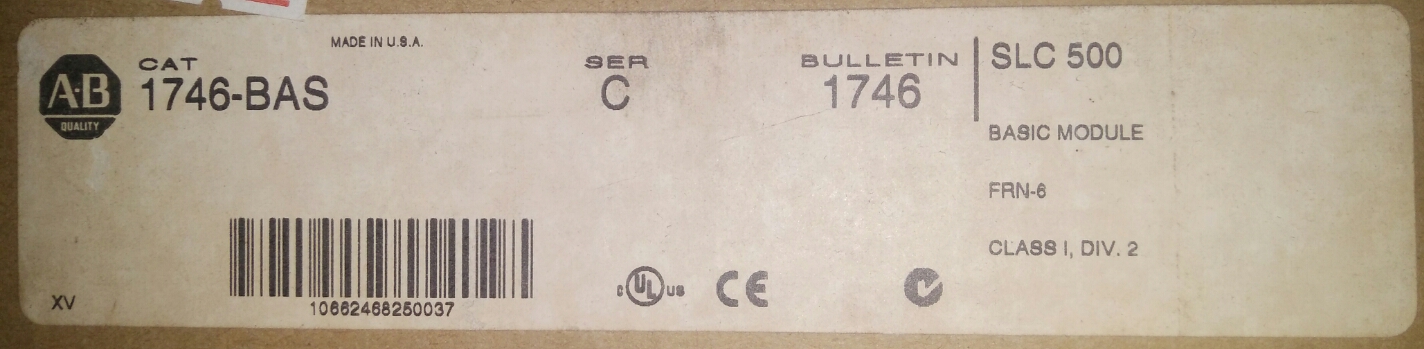 MADE IN U.S.A.
A-B
QUALITY
CAT
1746-BAS
SER
C
BULLETIN
1746
SLC 500
BASIC MODULE
FRN-6
CLASS I, DIV. 2
XV
10662468250037
C UL US
CE